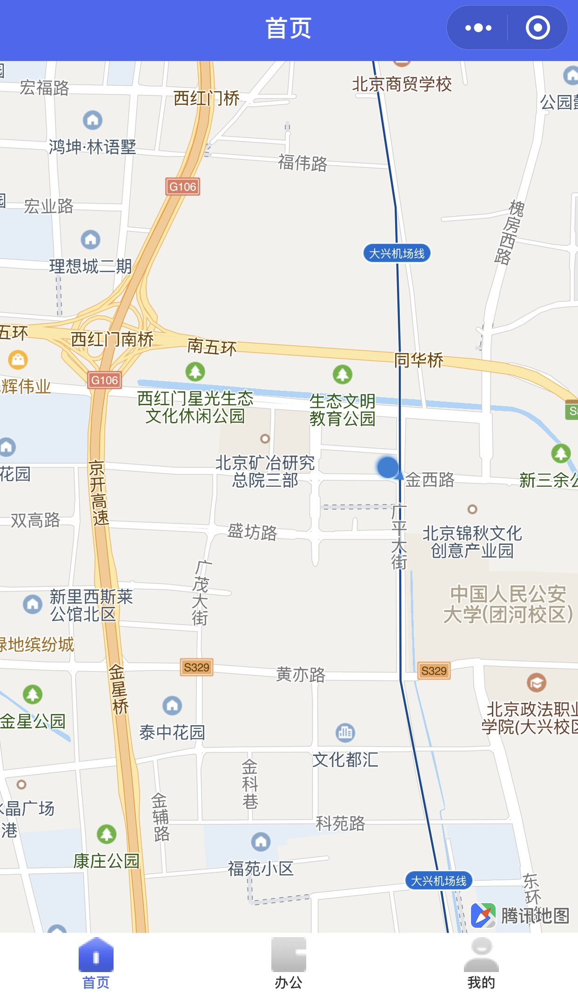 首页
宏福路
西红门桥
北京商贸学校
鸿坤·林语墅
福伟路
G106
宏业路
槐房西路
大兴机场线
理想城二期
五环
西红门南桥
南五环
同华桥
G106
辉伟业
西红门星光生态
文化休闲公园
生态文明
教育公园
北京矿冶研究
总院三部
花园
京开高速
金西路
新三余公
双高路
盛坊路
广平大街
北京锦秋文化
创意产业园
广茂大街
新里西斯莱
公馆北区
中国人民公安
大学(团河校区)
绿地缤纷城
S329
黄亦路
S329
金星桥
金星公园
泰中花园
文化都汇
北京政法职业
学院(大兴校区
金科巷
金辅路
水晶广场
港
科苑路
康庄公园
福苑小区
大兴机场线
东环
腾讯地图
首页
办公
我的